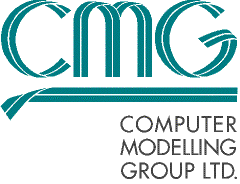 CMG
COMPUTER
MODELLING
GROUP LTD.